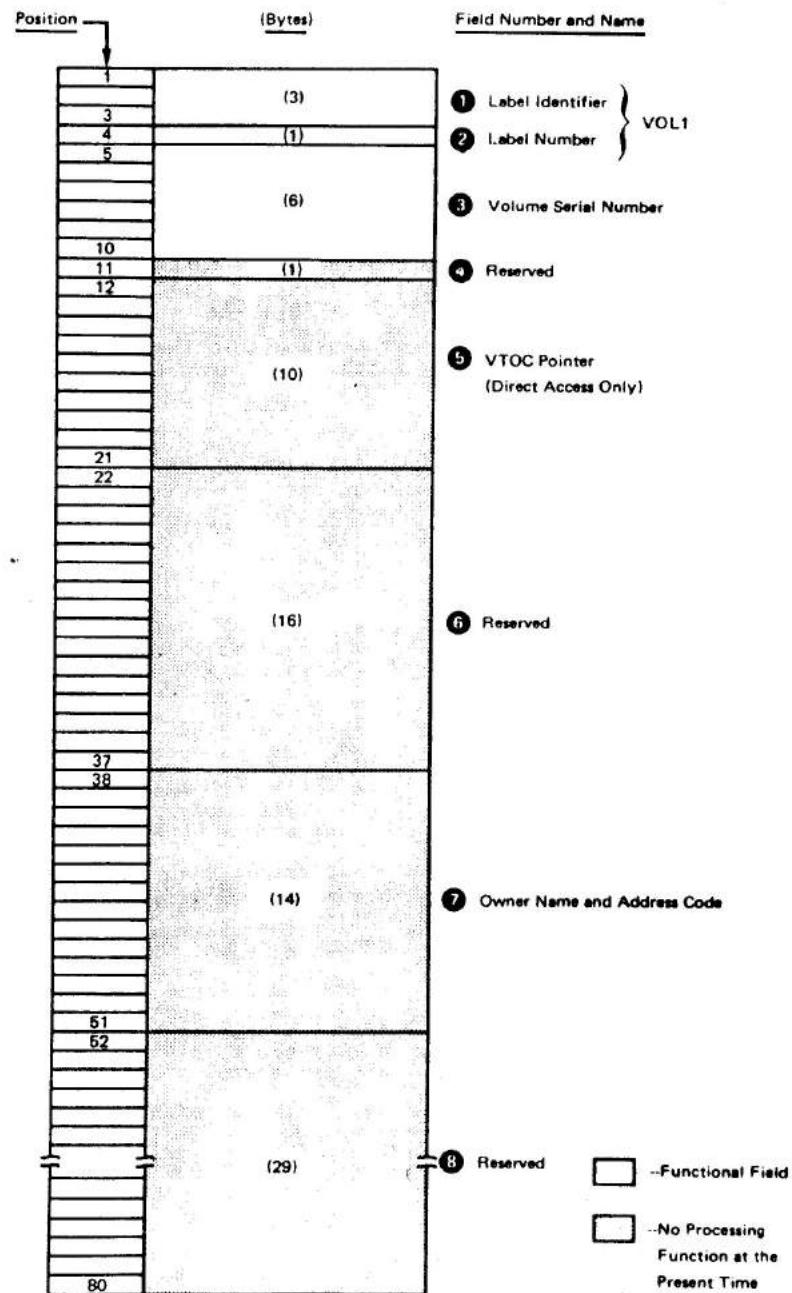 Position (Bytes) Field Number and Name
1
(3)
1 Label Identifier
3
VOL1
4 (1) 2 Label Number
5
(6) 3 Volume Serial Number
10
11 (1) 4 Reserved
12
(10) 5 VTOC Pointer
(Direct Access Only)
21
22
(16) 6 Reserved
37
38
(14) 7 Owner Name and Address Code
51
52
(29) 8 Reserved
--Functional Field
--No Processing
Function at the
Present Time
80